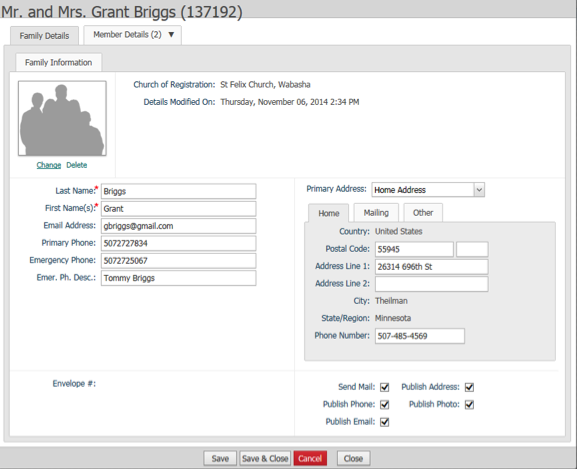 Mr. and Mrs. Grant Briggs (137192)
Family Details Member Details (2) ▼
Family Information
Church of Registration: St Felix Church, Wabasha
Details Modified On: Thursday, November 06, 2014 2:34 PM
Change Delete
Last Name:* Briggs
First Name(s):* Grant
Email Address: gbriggs@gmail.com
Primary Phone: 5072727834
Emergency Phone: 5072725067
Emer. Ph. Desc.: Tommy Briggs
Primary Address: Home Address
Home Mailing Other
Country: United States
Postal Code: 55945
Address Line 1: 26314 696th St
Address Line 2:
City: Theilman
State/Region: Minnesota
Phone Number: 507-485-4569
Envelope #:
Send Mail: Publish Address:
Publish Phone: Publish Photo:
Publish Email:
Save Save & Close Cancel Close